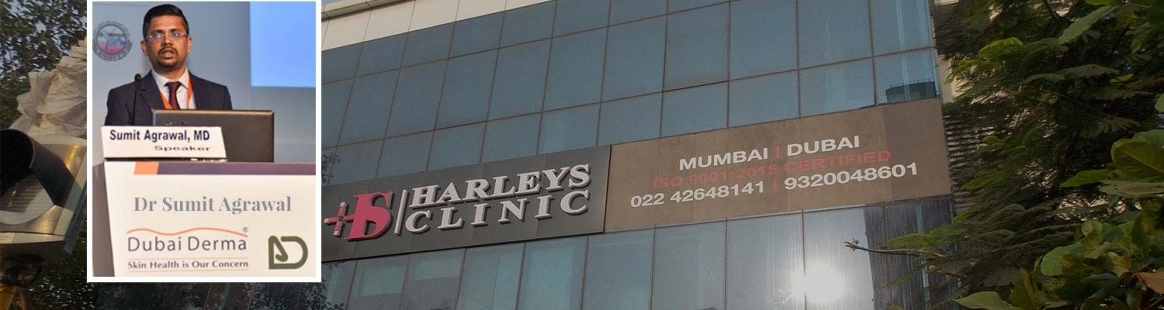 Sumit Agrawal, MD
Speaker
Dr Sumit Agrawal
Dubai Derma®
Skin Health is Our Concern
HARLEYS
CLINIC
MUMBAI | DUBAI
ISO 9001:2015 CERTIFIED
022 42648141 | 9320048601